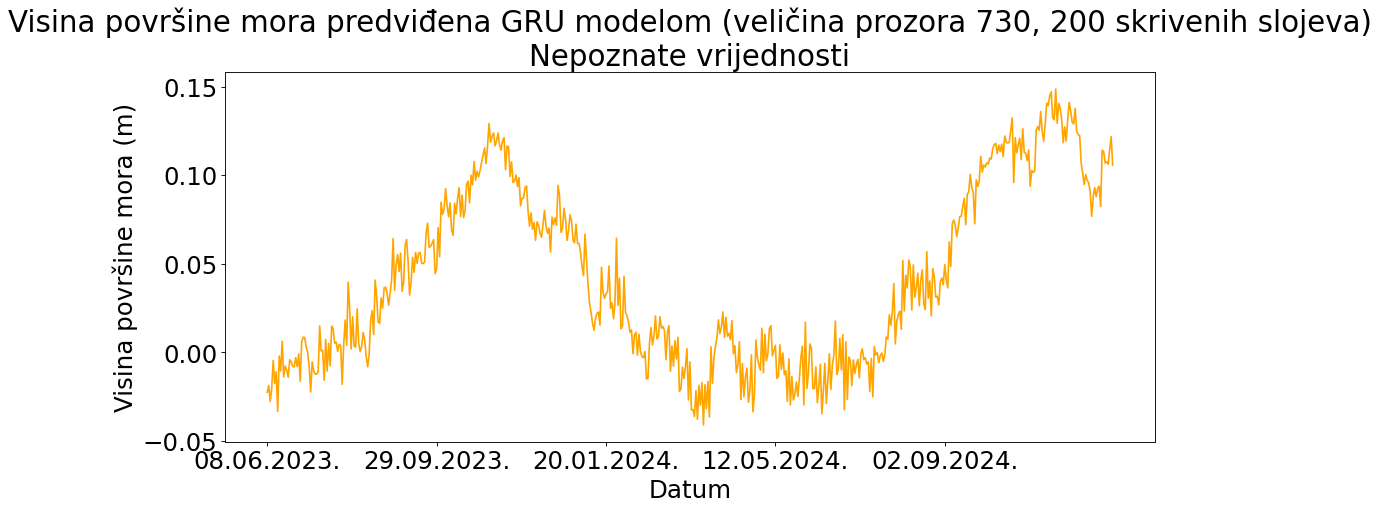 Visina površine mora predviđena GRU modelom (veličina prozora 730, 200 skrivenih slojeva)
Nepoznate vrijednosti
Visina površine mora (m)
0.15
0.10
0.05
0.00
−0.05
08.06.2023. 29.09.2023. 20.01.2024. 12.05.2024. 02.09.2024.
Datum